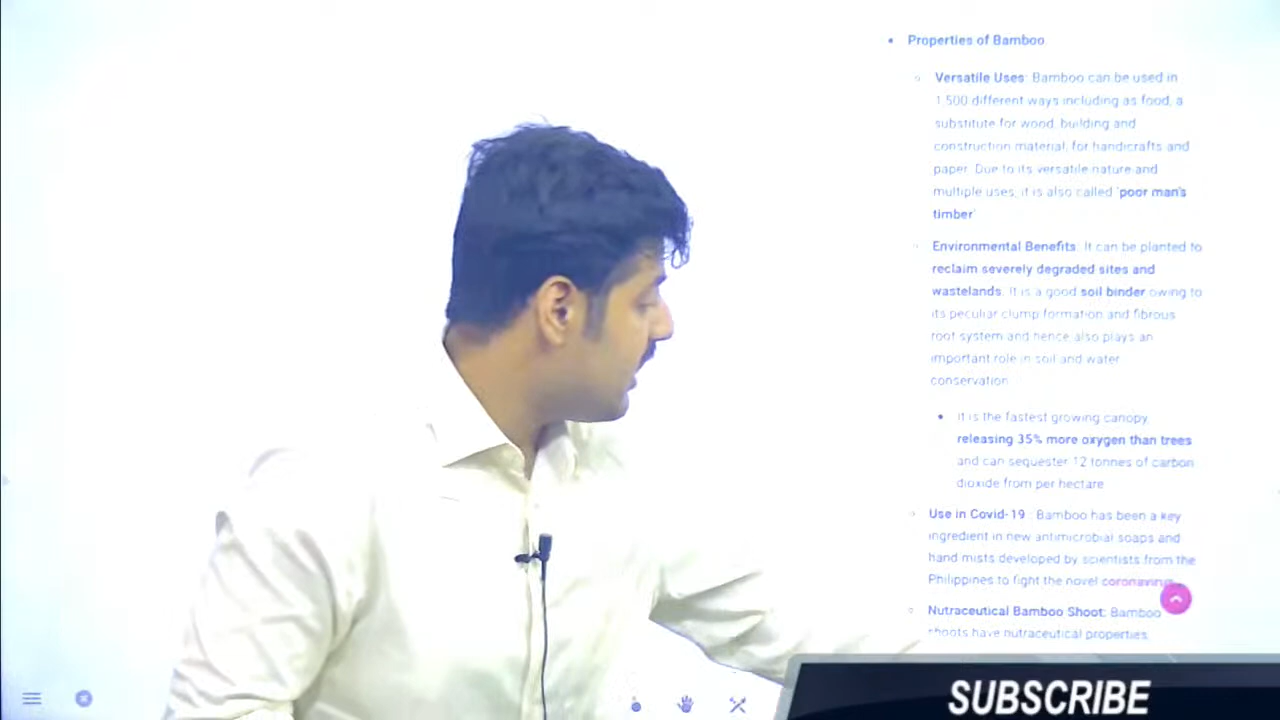 Properties of Bamboo
Versatile Uses: Bamboo can be used in
1,500 different ways including as food, a
substitute for wood, building and
construction material, for handicrafts and
paper. Due to its versatile nature and
multiple uses, it is also called 'poor man's
timber'
Environmental Benefits: It can be planted to
reclaim severely degraded sites and
wastelands. It is a good soil binder owing to
its peculiar clump formation and fibrous
root system and hence also plays an
important role in soil and water
conservation.
It is the fastest growing canopy,
releasing 35% more oxygen than trees
and can sequester 12 tonnes of carbon
dioxide from per hectare
Use in Covid-19 : Bamboo has been a key
ingredient in new antimicrobial soaps and
hand mists developed by scientists from the
Philippines to fight the novel coronavirus.
Nutraceutical Bamboo Shoot: Bamboo
shoots have nutraceutical properties.
SUBSCRIBE